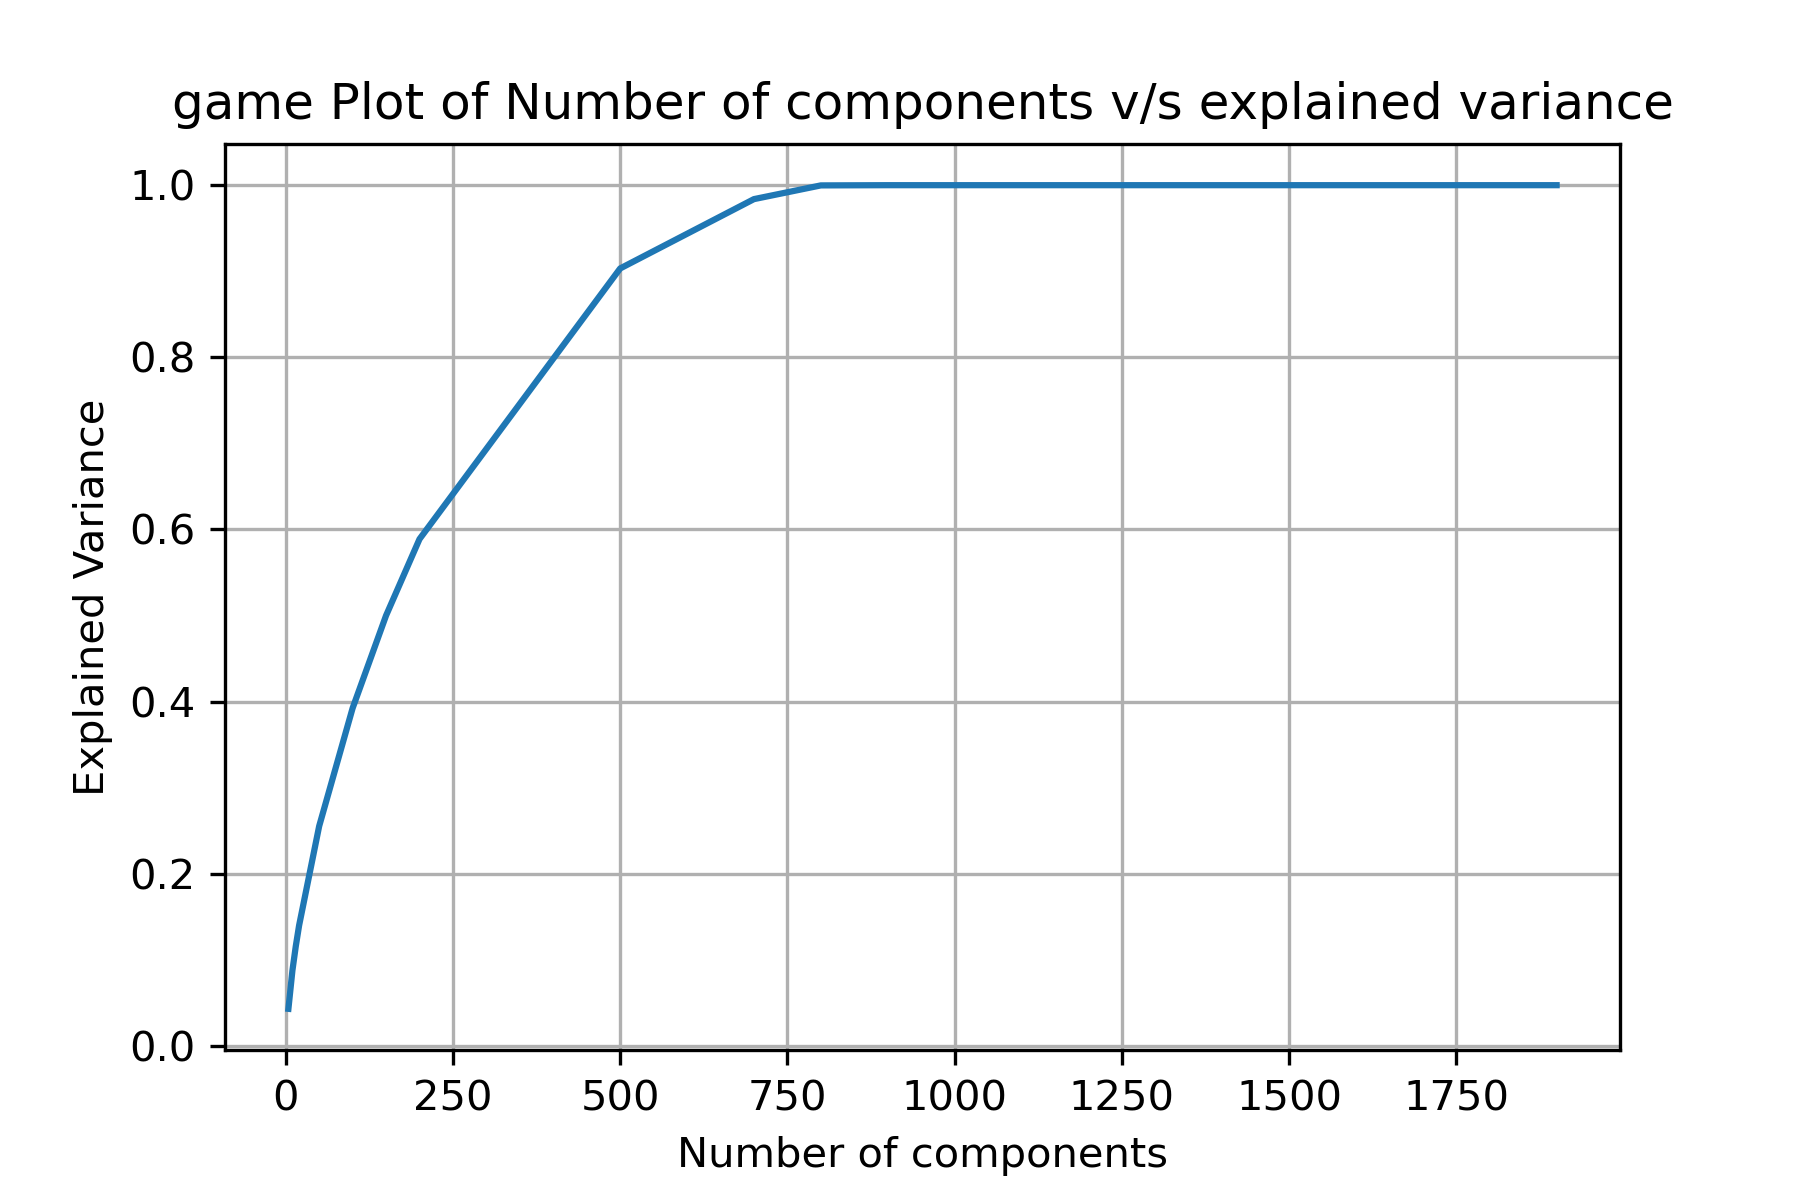 game Plot of Number of components v/s explained variance
1.0
0.8
0.6
0.4
0.2
0.0
Explained Variance
0 250 500 750 1000 1250 1500 1750
Number of components